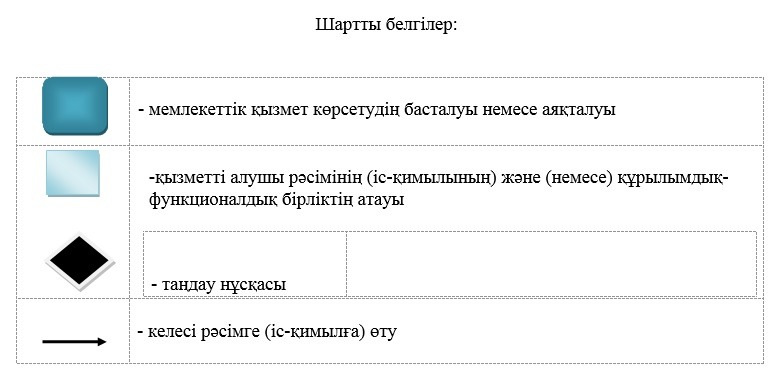 Шартты белгілер:
- мемлекеттік қызмет көрсетудің басталуы немесе аяқталуы
-қызметті алушы рәсімінің (іс-қимылының) және (немесе) құрылымдық-
функционалдық бірліктің атауы
- таңдау нұсқасы
- келесі рәсімге (іс-қимылға) өту